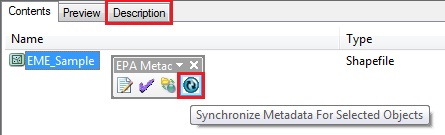 Contents Preview Description
Name Type
EME_Sample Shapefile
EPA Metac
Synchronize Metadata For Selected Objects